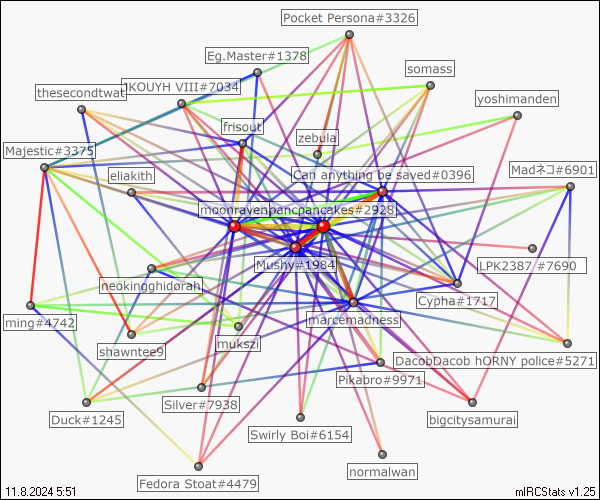 Pocket Persona#3326
Eg.Master#1378
somass
thesecondtwat
JKOUYH VIII#7034
yoshimanden
frisout
zebula
Majestic#3375
eliakith
Can anything be saved#0396
Madネコ#6901
moonraven
pancpancakes#2928
Mushy#1984
LPK2387 #7690
neokingghidorah
Cypha#1717
ming#4742
marcemadness
shawntee9
mukszi
DacobDacob hORNY police#5271
Pikabro#9971
Silver#7938
Duck#1245
bigcitysamurai
Swirly Boi#6154
normalwan
Fedora Stoat#4479
11.8.2024 5:51
mIRCStats v1.25